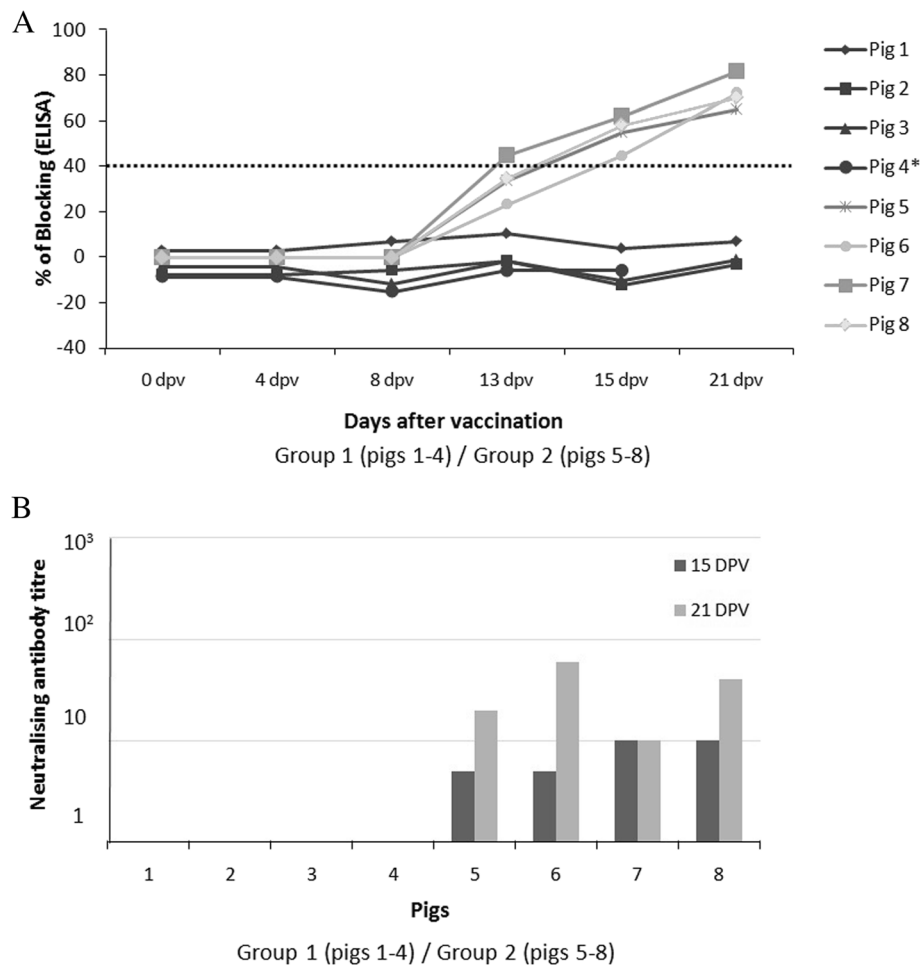 A
100
80
60
40
20
0
-20
-40
% of Blocking (ELISA)
0 dpv 4 dpv 8 dpv 13 dpv 15 dpv 21 dpv
Days after vaccination
Group 1 (pigs 1-4) / Group 2 (pigs 5-8)
Pig 1
Pig 2
Pig 3
Pig 4*
Pig 5
Pig 6
Pig 7
Pig 8
B
10³
10²
10
1
Neutralising antibody titre
15 DPV
21 DPV
1 2 3 4 5 6 7 8
Pigs
Group 1 (pigs 1-4) / Group 2 (pigs 5-8)